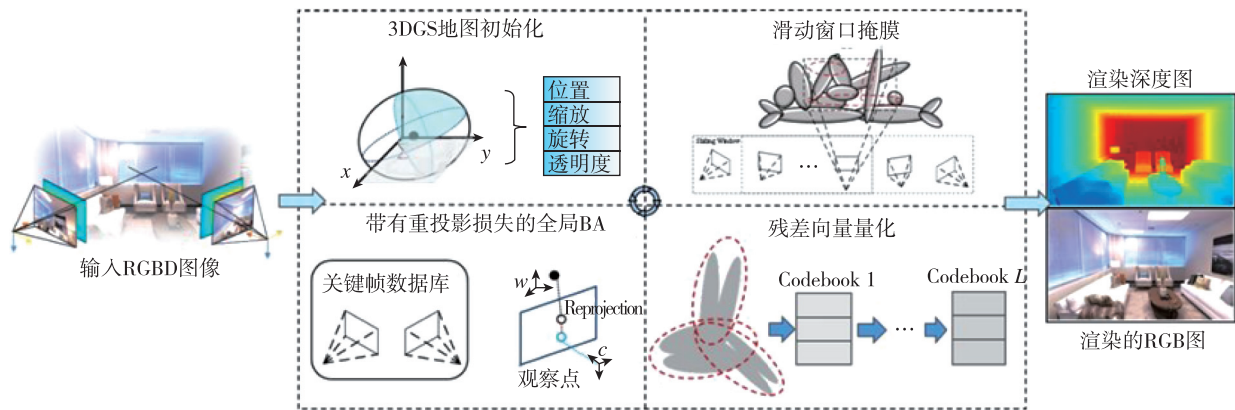 3DGS地图初始化
位置
缩放
旋转
透明度
x
y
滑动窗口掩膜
...
Sliding Window
...
渲染深度图
输入RGBD图像
带有重投影损失的全局BA
关键帧数据库
w
Reprojection
c
观察点
残差向量量化
Codebook 1
...
Codebook L
渲染的RGB图